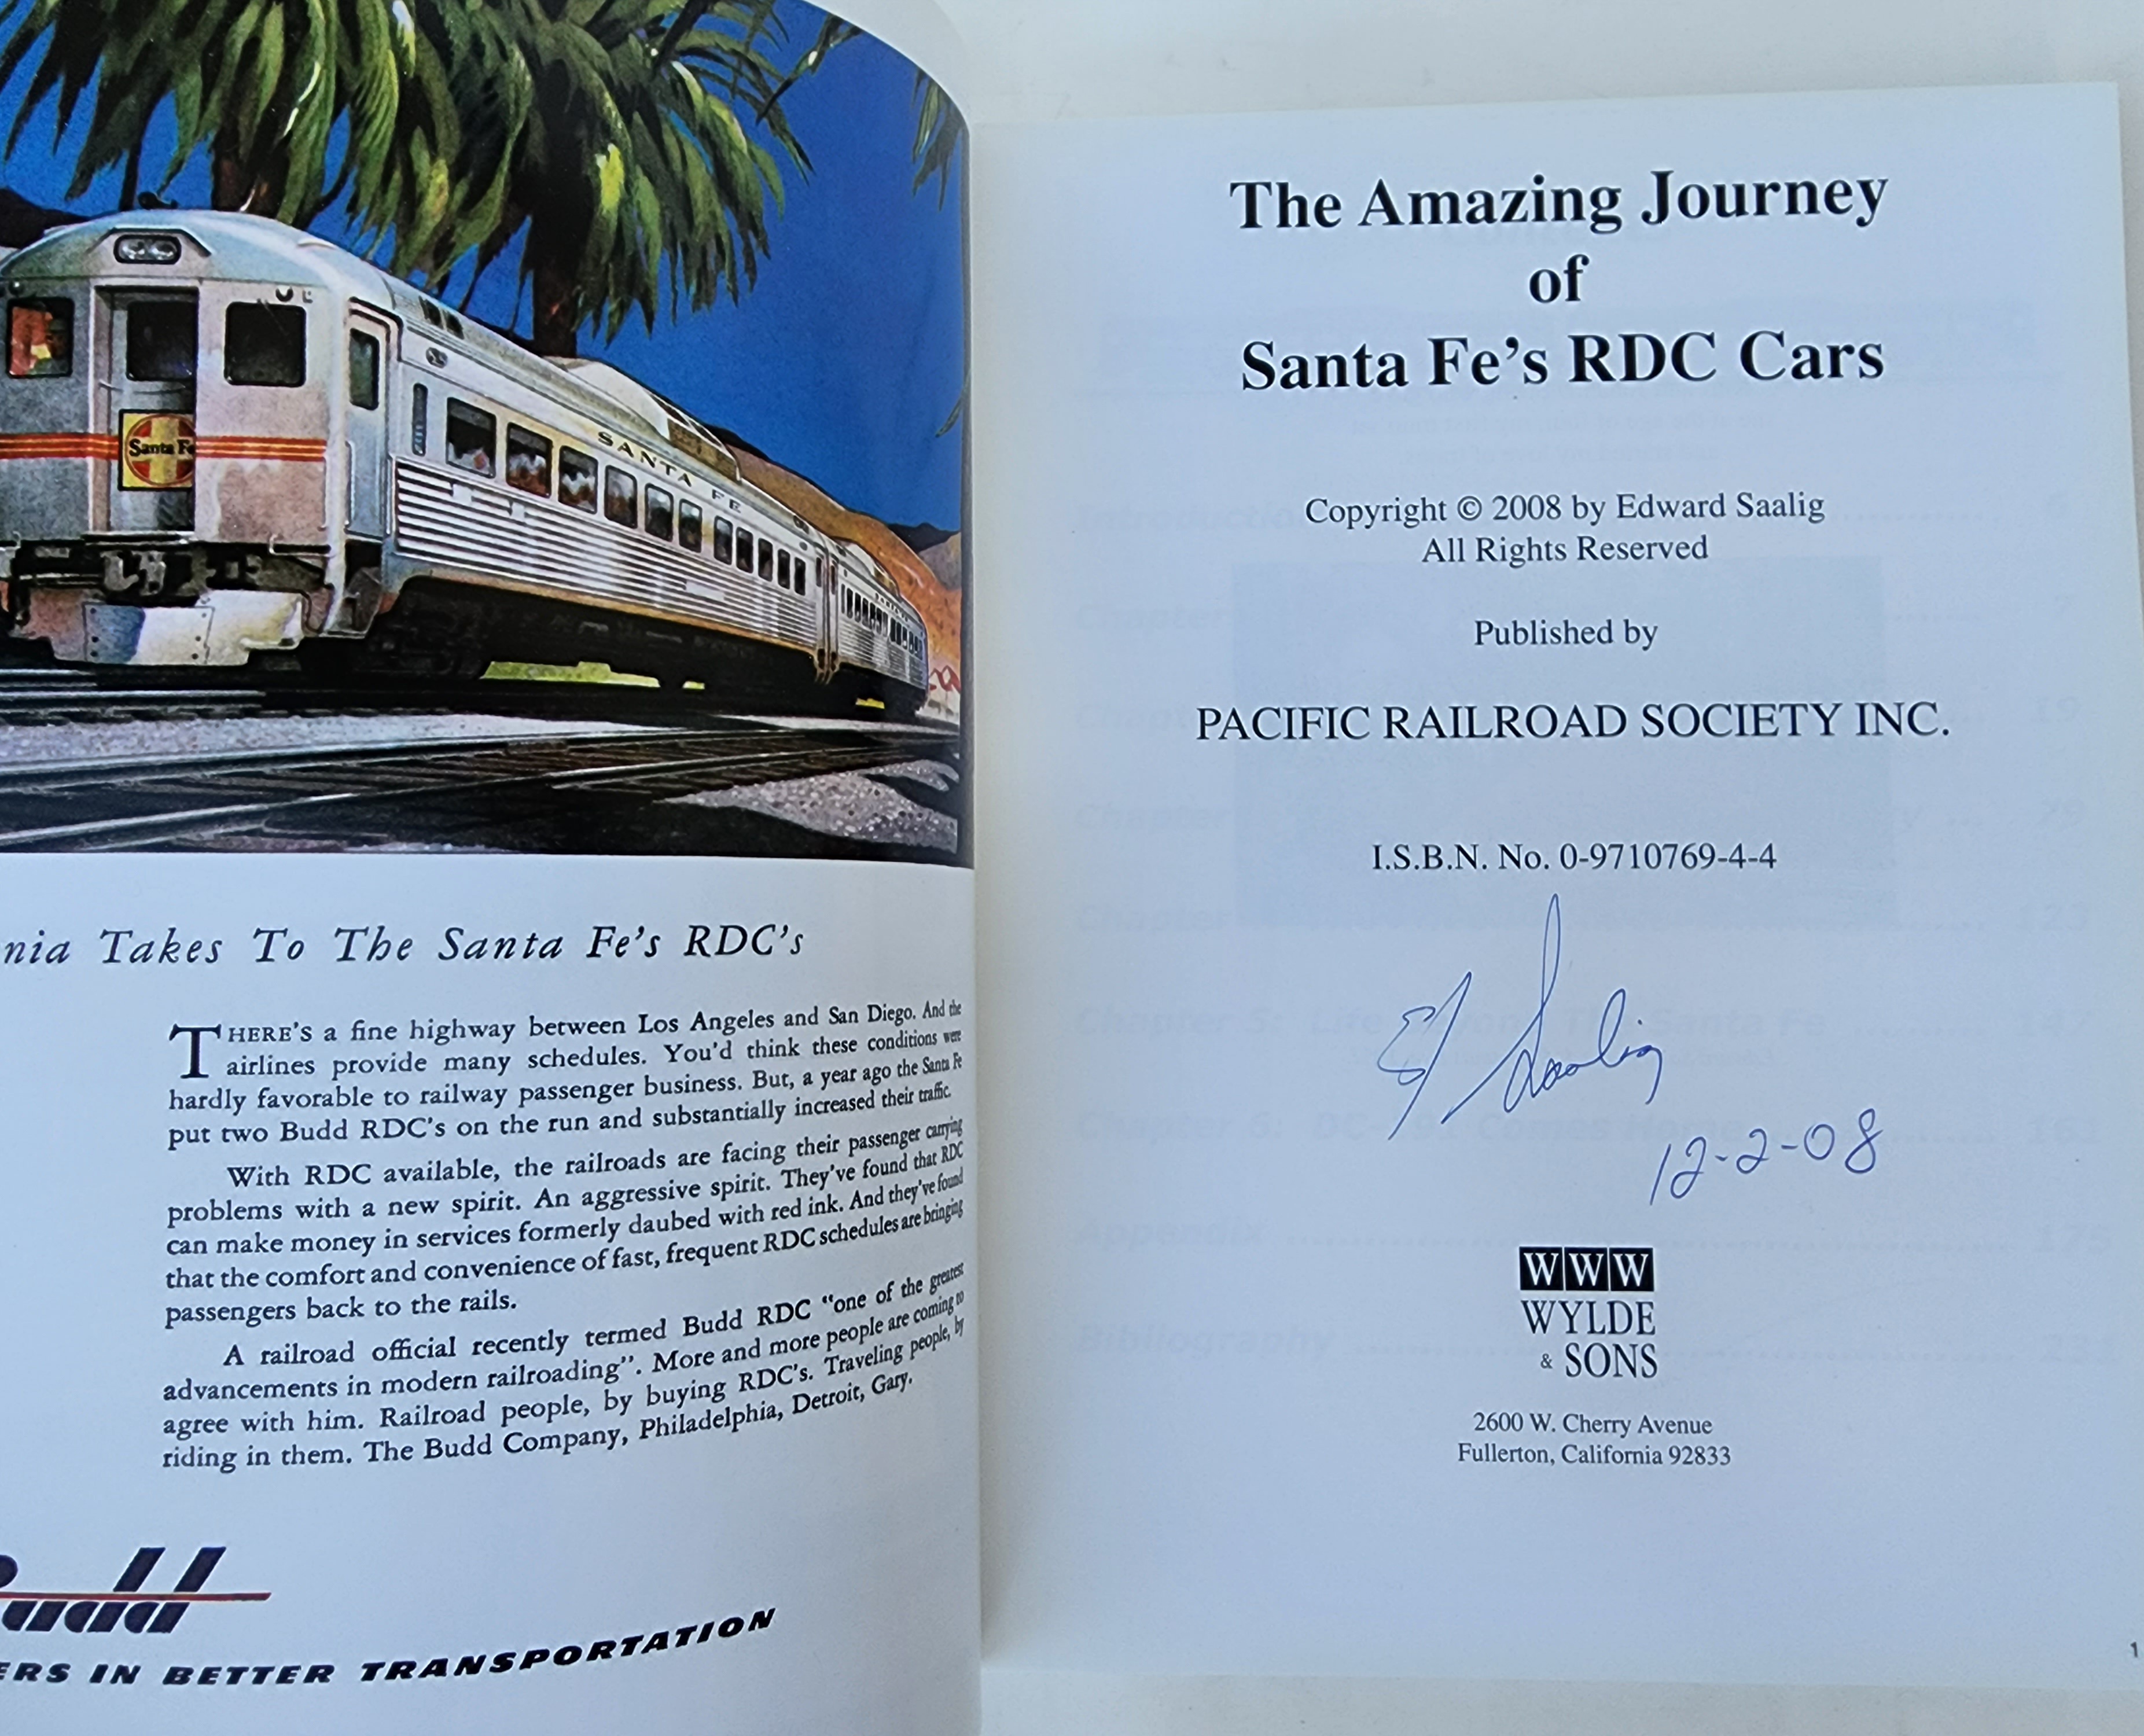 Santa Fe
SANTA FE
nia Takes To The Santa Fe's RDC's
THERE'S a fine highway between Los Angeles and San Diego. And the
airlines provide many schedules. You'd think these conditions were
hardly favorable to railway passenger business. But, a year ago the Santa Fe
put two Budd RDC's on the run and substantially increased their traffic.
With RDC available, the railroads are facing their passenger carrying
problems with a new spirit. An aggressive spirit. They've found that RDC
can make money in services formerly daubed with red ink. And they've found
that the comfort and convenience of fast, frequent RDC schedules are bringing
passengers back to the rails.
A railroad official recently termed Budd RDC "one of the greatest
advancements in modern railroading". More and more people are coming to
agree with him. Railroad people, by buying RDC's. Traveling people, by
riding in them. The Budd Company, Philadelphia, Detroit, Gary.
Budd
ERS IN BETTER TRANSPORTATION
The Amazing Journey
of
Santa Fe's RDC Cars
Copyright © 2008 by Edward Saalig
All Rights Reserved
Published by
PACIFIC RAILROAD SOCIETY INC.
I.S.B.N. No. 0-9710769-4-4
Ed Saalig
12-2-08
WWW
WYLDE
& SONS
2600 W. Cherry Avenue
Fullerton, California 92833
1